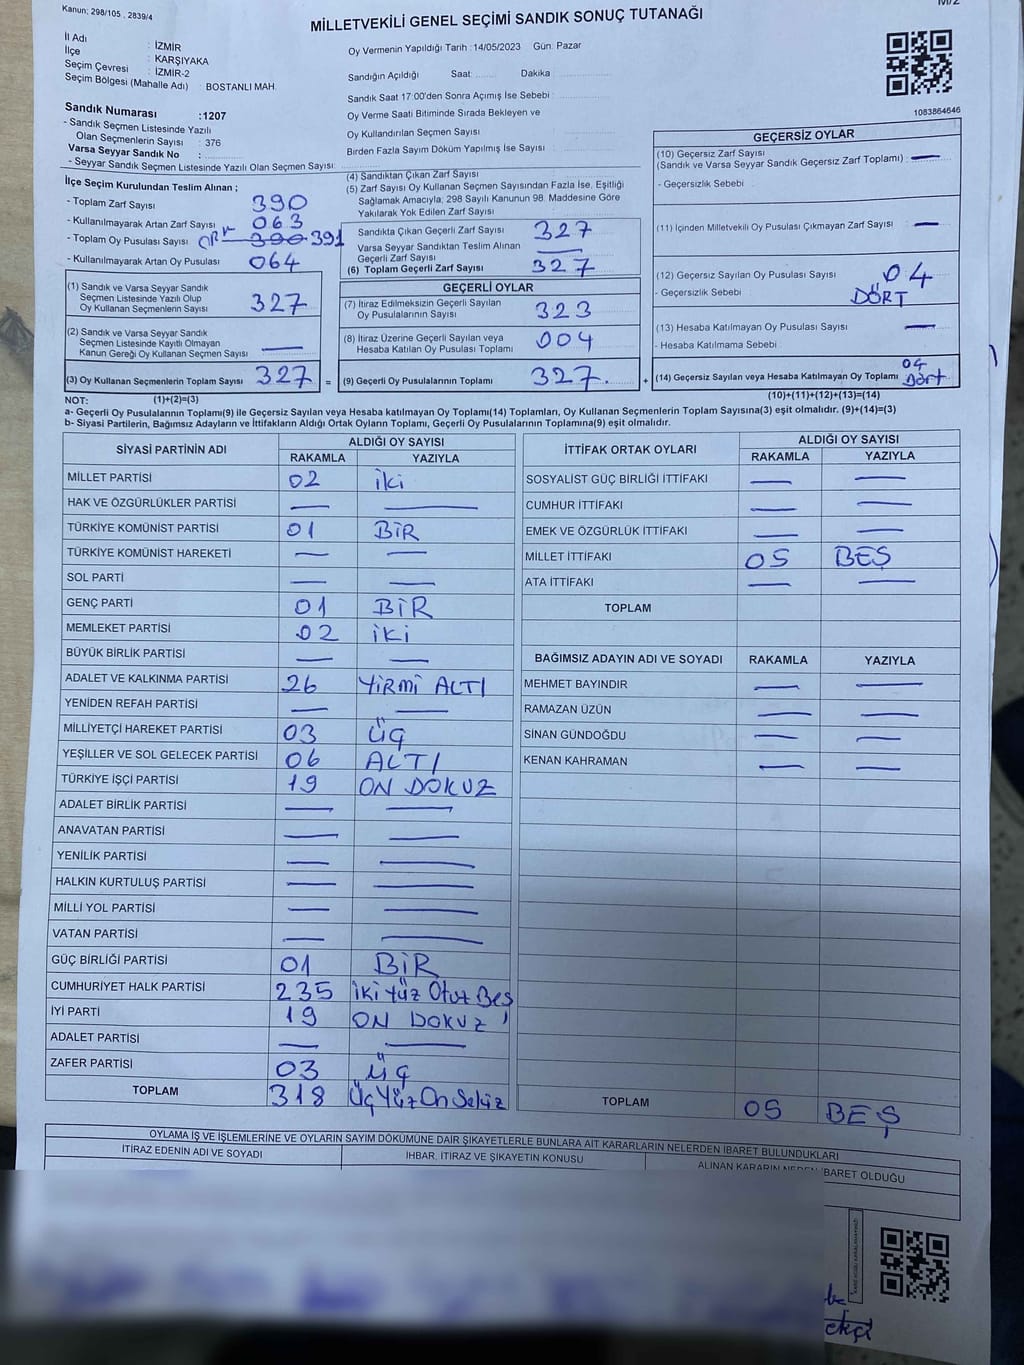 Kanun; 298/105 , 2839/4
M/2
MİLLETVEKİLİ GENEL SEÇİMİ SANDIK SONUÇ TUTANAĞI
İl Adı : İZMİR
İlçe : KARŞIYAKA
Seçim Çevresi : İZMİR-2
Seçim Bölgesi (Mahalle Adı) : BOSTANLI MAH.
Oy Vermenin Yapıldığı Tarih :14/05/2023 Gün: Pazar
Sandığın Açıldığı Saat: Dakika :
Sandık Saat 17:00'den Sonra Açımış İse Sebebi :
Oy Verme Saati Bitiminde Sırada Bekleyen ve
Oy Kullandırılan Seçmen Sayısı
Birden Fazla Sayım Döküm Yapılmış İse Sayısı :
1083864646
Sandık Numarası :1207
- Sandık Seçmen Listesinde Yazılı
Olan Seçmenlerin Sayısı : 376
Varsa Seyyar Sandık No :
- Seyyar Sandık Seçmen Listesinde Yazılı Olan Seçmen Sayısı:
İlçe Seçim Kurulundan Teslim Alınan ;
- Toplam Zarf Sayısı 390
- Kullanılmayarak Artan Zarf Sayısı 063
- Toplam Oy Pusulası Sayısı 390 391
- Kullanılmayarak Artan Oy Pusulası 064
(1) Sandık ve Varsa Seyyar Sandık
Seçmen Listesinde Yazılı Olup
Oy Kullanan Seçmenlerin Sayısı 327
(2) Sandık ve Varsa Seyyar Sandık
Seçmen Listesinde Kayıtlı Olmayan
Kanun Gereği Oy Kullanan Seçmen Sayısı
(3) Oy Kullanan Seçmenlerin Toplam Sayısı 327 =
(4) Sandıktan Çıkan Zarf Sayısı
(5) Zarf Sayısı Oy Kullanan Seçmen Sayısından Fazla İse, Eşitliği
Sağlamak Amacıyla; 298 Sayılı Kanunun 98. Maddesine Göre
Yakılarak Yok Edilen Zarf Sayısı
Sandıkta Çıkan Geçerli Zarf Sayısı 327
Varsa Seyyar Sandıktan Teslim Alınan
Geçerli Zarf Sayısı
(6) Toplam Geçerli Zarf Sayısı 327
GEÇERLİ OYLAR
(7) İtiraz Edilmeksizin Geçerli Sayılan
Oy Pusulalarının Sayısı 323
(8) İtiraz Üzerine Geçerli Sayılan veya
Hesaba Katılan Oy Pusulası Toplamı 004
(9) Geçerli Oy Pusulalarının Toplamı 327. +
GEÇERSİZ OYLAR
(10) Geçersiz Zarf Sayısı
(Sandık ve Varsa Seyyar Sandık Geçersiz Zarf Toplamı) :
- Geçersizlik Sebebi :
(11) İçinden Milletvekili Oy Pusulası Çıkmayan Zarf Sayısı :
(12) Geçersiz Sayılan Oy Pusulası Sayısı : 04
- Geçersizlik Sebebi : DÖRT
(13) Hesaba Katılmayan Oy Pusulası Sayısı :
- Hesaba Katılmama Sebebi :
(14) Geçersiz Sayılan veya Hesaba Katılmayan Oy Toplamı 04 Dört
NOT: (1)+(2)=(3) (10)+(11)+(12)+(13)=(14)
a- Geçerli Oy Pusulalarının Toplamı(9) ile Geçersiz Sayılan veya Hesaba katılmayan Oy Toplamı(14) Toplamları, Oy Kullanan Seçmenlerin Toplam Sayısına(3) eşit olmalıdır. (9)+(14)=(3)
b- Siyasi Partilerin, Bağımsız Adayların ve İttifakların Aldığı Ortak Oyların Toplamı, Geçerli Oy Pusulalarının Toplamına(9) eşit olmalıdır.
SİYASİ PARTİNİN ADI ALDIĞI OY SAYISI
RAKAMLA YAZIYLA
MİLLET PARTİSİ 02 iki
HAK VE ÖZGÜRLÜKLER PARTİSİ
TÜRKİYE KOMÜNİST PARTİSİ 01 BİR
TÜRKİYE KOMÜNİST HAREKETİ
SOL PARTİ
GENÇ PARTİ 01 BİR
MEMLEKET PARTİSİ 02 iki
BÜYÜK BİRLİK PARTİSİ
ADALET VE KALKINMA PARTİSİ 26 YİRMİ ALTI
YENİDEN REFAH PARTİSİ
MİLLİYETÇİ HAREKET PARTİSİ 03 üç
YEŞİLLER VE SOL GELECEK PARTİSİ 06 ALTI
TÜRKİYE İŞÇİ PARTİSİ 19 ON DOKUZ
ADALET BİRLİK PARTİSİ
ANAVATAN PARTİSİ
YENİLİK PARTİSİ
HALKIN KURTULUŞ PARTİSİ
MİLLİ YOL PARTİSİ
VATAN PARTİSİ
GÜÇ BİRLİĞİ PARTİSİ 01 BİR
CUMHURİYET HALK PARTİSİ 235 iki yüz Otuz Beş
İYİ PARTİ 19 ON DOKUZ
ADALET PARTİSİ
ZAFER PARTİSİ 03 üç
TOPLAM 318 Üç Yüz On Sekiz
İTTİFAK ORTAK OYLARI ALDIĞI OY SAYISI
RAKAMLA YAZIYLA
SOSYALİST GÜÇ BİRLİĞİ İTTİFAKI
CUMHUR İTTİFAKI
EMEK VE ÖZGÜRLÜK İTTİFAKI
MİLLET İTTİFAKI 05 BEŞ
ATA İTTİFAKI
TOPLAM
BAĞIMSIZ ADAYIN ADI VE SOYADI RAKAMLA YAZIYLA
MEHMET BAYINDIR
RAMAZAN ÜZÜN
SİNAN GÜNDOĞDU
KENAN KAHRAMAN
TOPLAM 05 BEŞ
OYLAMA İŞ VE İŞLEMLERİNE VE OYLARIN SAYIM DÖKÜMÜNE DAİR ŞİKAYETLERLE BUNLARA AİT KARARLARIN NELERDEN İBARET BULUNDUKLARI
İTİRAZ EDENİN ADI VE SOYADI İHBAR, İTİRAZ VE ŞİKAYETİN KONUSU ALINAN KARARIN NEDEN İBARET OLDUĞU